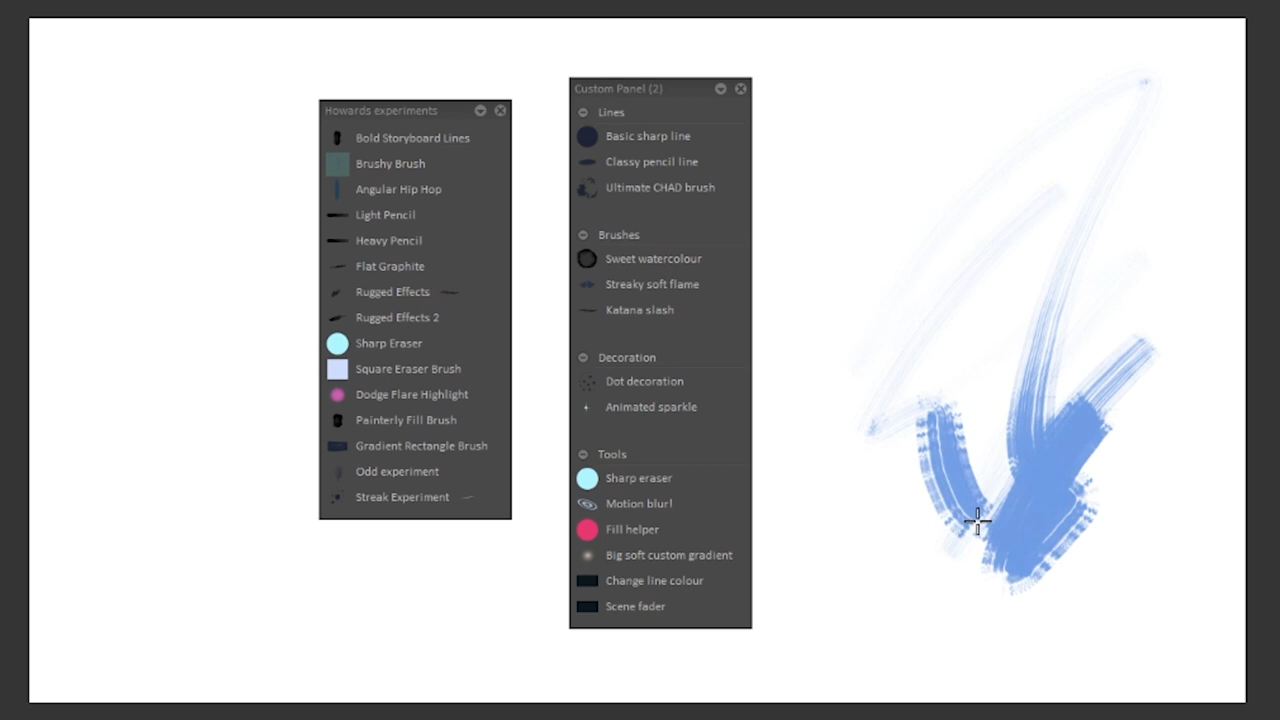 Howards experiments
Bold Storyboard Lines
Brushy Brush
Angular Hip Hop
Light Pencil
Heavy Pencil
Flat Graphite
Rugged Effects
Rugged Effects 2
Sharp Eraser
Square Eraser Brush
Dodge Flare Highlight
Painterly Fill Brush
Gradient Rectangle Brush
Odd experiment
Streak Experiment
Custom Panel (2)
Lines
Basic sharp line
Classy pencil line
Ultimate CHAD brush
Brushes
Sweet watercolour
Streaky soft flame
Katana slash
Decoration
Dot decoration
Animated sparkle
Tools
Sharp eraser
Motion blur!
Fill helper
Big soft custom gradient
Change line colour
Scene fader